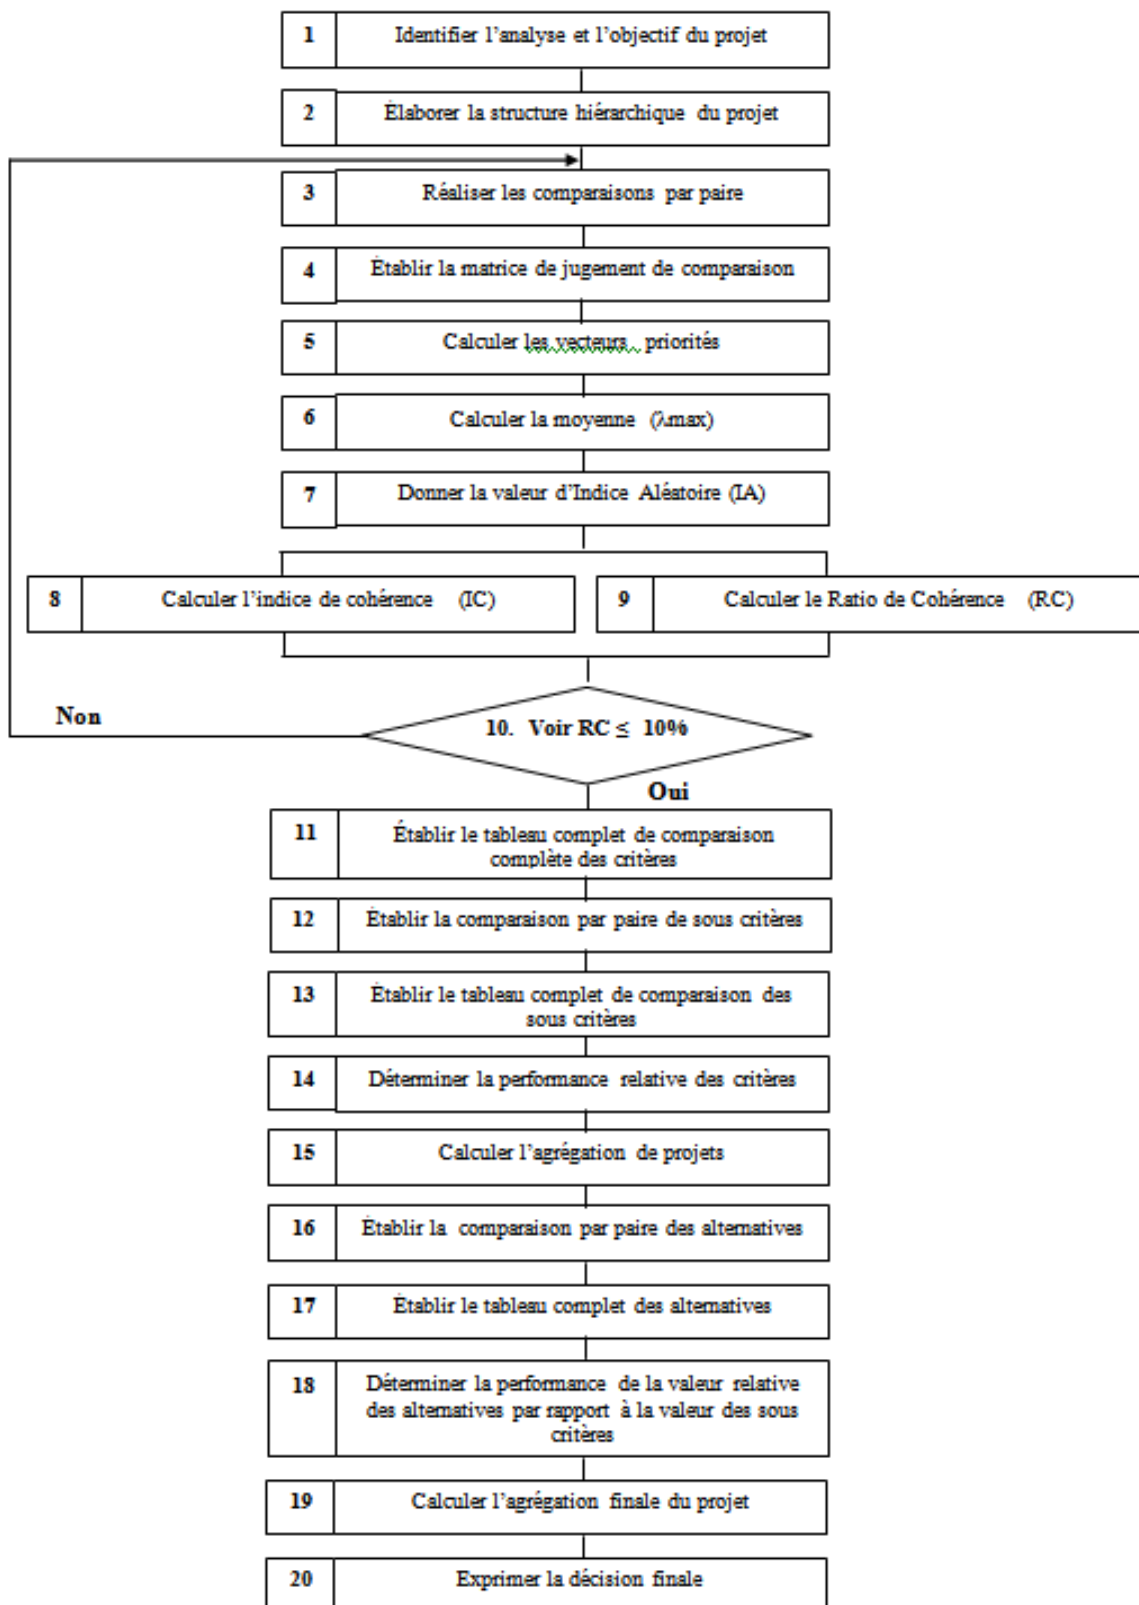 1 Identifier l’analyse et l’objectif du projet
2 Élaborer la structure hiérarchique du projet
3 Réaliser les comparaisons par paire
4 Établir la matrice de jugement de comparaison
5 Calculer les vecteurs priorités
6 Calculer la moyenne (λmax)
7 Donner la valeur d’Indice Aléatoire (IA)
8 Calculer l’indice de cohérence (IC)
9 Calculer le Ratio de Cohérence (RC)
Non
10. Voir RC ≤ 10%
Oui
11 Établir le tableau complet de comparaison
complète des critères
12 Établir la comparaison par paire de sous critères
13 Établir le tableau complet de comparaison des
sous critères
14 Déterminer la performance relative des critères
15 Calculer l’agrégation de projets
16 Établir la comparaison par paire des alternatives
17 Établir le tableau complet des alternatives
18 Déterminer la performance de la valeur relative
des alternatives par rapport à la valeur des sous
critères
19 Calculer l’agrégation finale du projet
20 Exprimer la décision finale